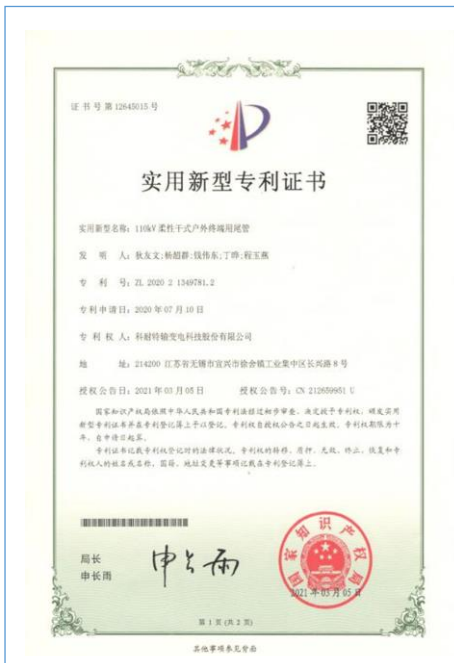 证书号第12645015号
实用新型专利证书
实用新型名称：110kV柔性干式户外终端用尾管
发 明 人：狄友文;杨超群;钱伟东;丁晔;程玉燕
专 利 号：ZL 2020 2 1349781.2
专利申请日：2020年07月10日
专 利 权 人：科耐特输变电科技股份有限公司
地 址：214200 江苏省无锡市宜兴市徐舍镇工业集中区长兴路8号
授权公告日：2021年03月05日 授权公告号：CN 212659951 U
国家知识产权局依照中华人民共和国专利法经过初步审查，决定授予专利权，颁发实用
新型专利证书并在专利登记簿上予以登记。专利权自授权公告之日起生效。专利权期限为十
年，自申请日起算。
专利证书记载专利权登记时的法律状况。专利权的转移、质押、无效、终止、恢复和专
利权人的姓名或名称、国籍、地址变更等事项记载在专利登记簿上。
局长
申长雨
申长雨
国家知识产权局
2021年03月05日
第 1 页 (共 2 页)
其他事项参见背面